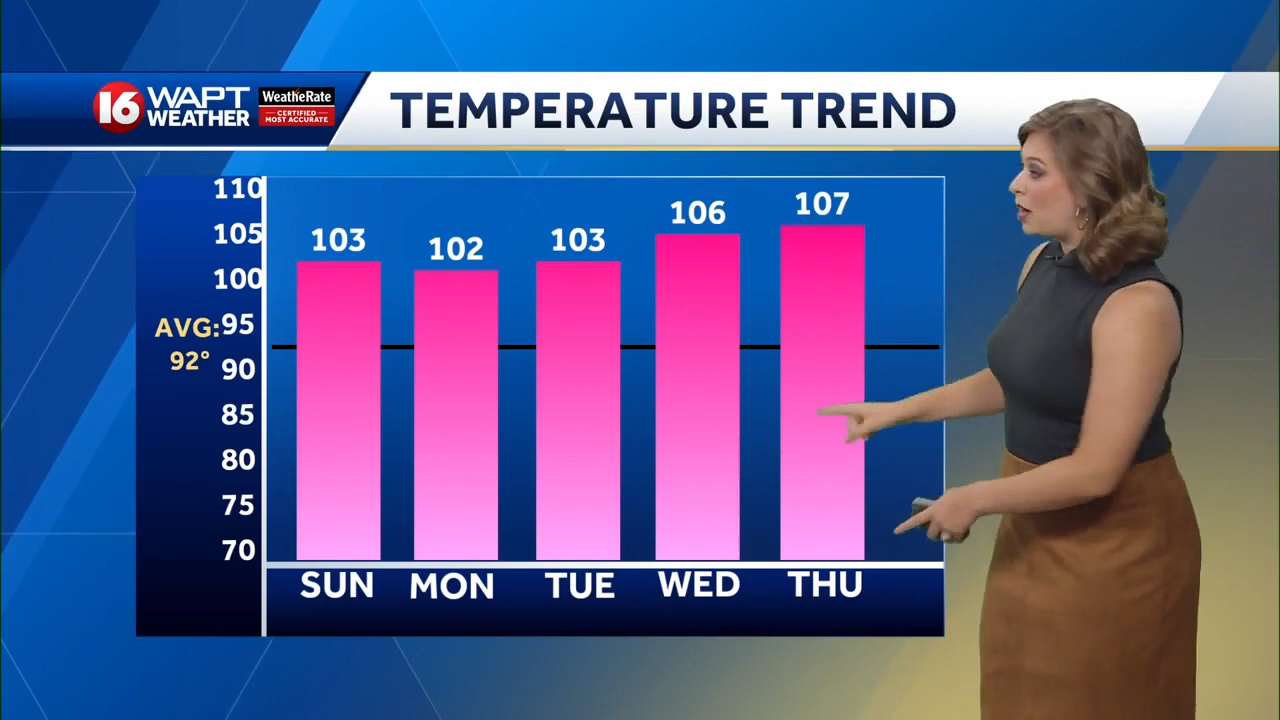 16 WAPT WEATHER
WeatheRate
CERTIFIED
MOST ACCURATE
TEMPERATURE TREND
110
105
100
95
90
85
80
75
70
AVG:
92°
103
102
103
106
107
SUN MON TUE WED THU